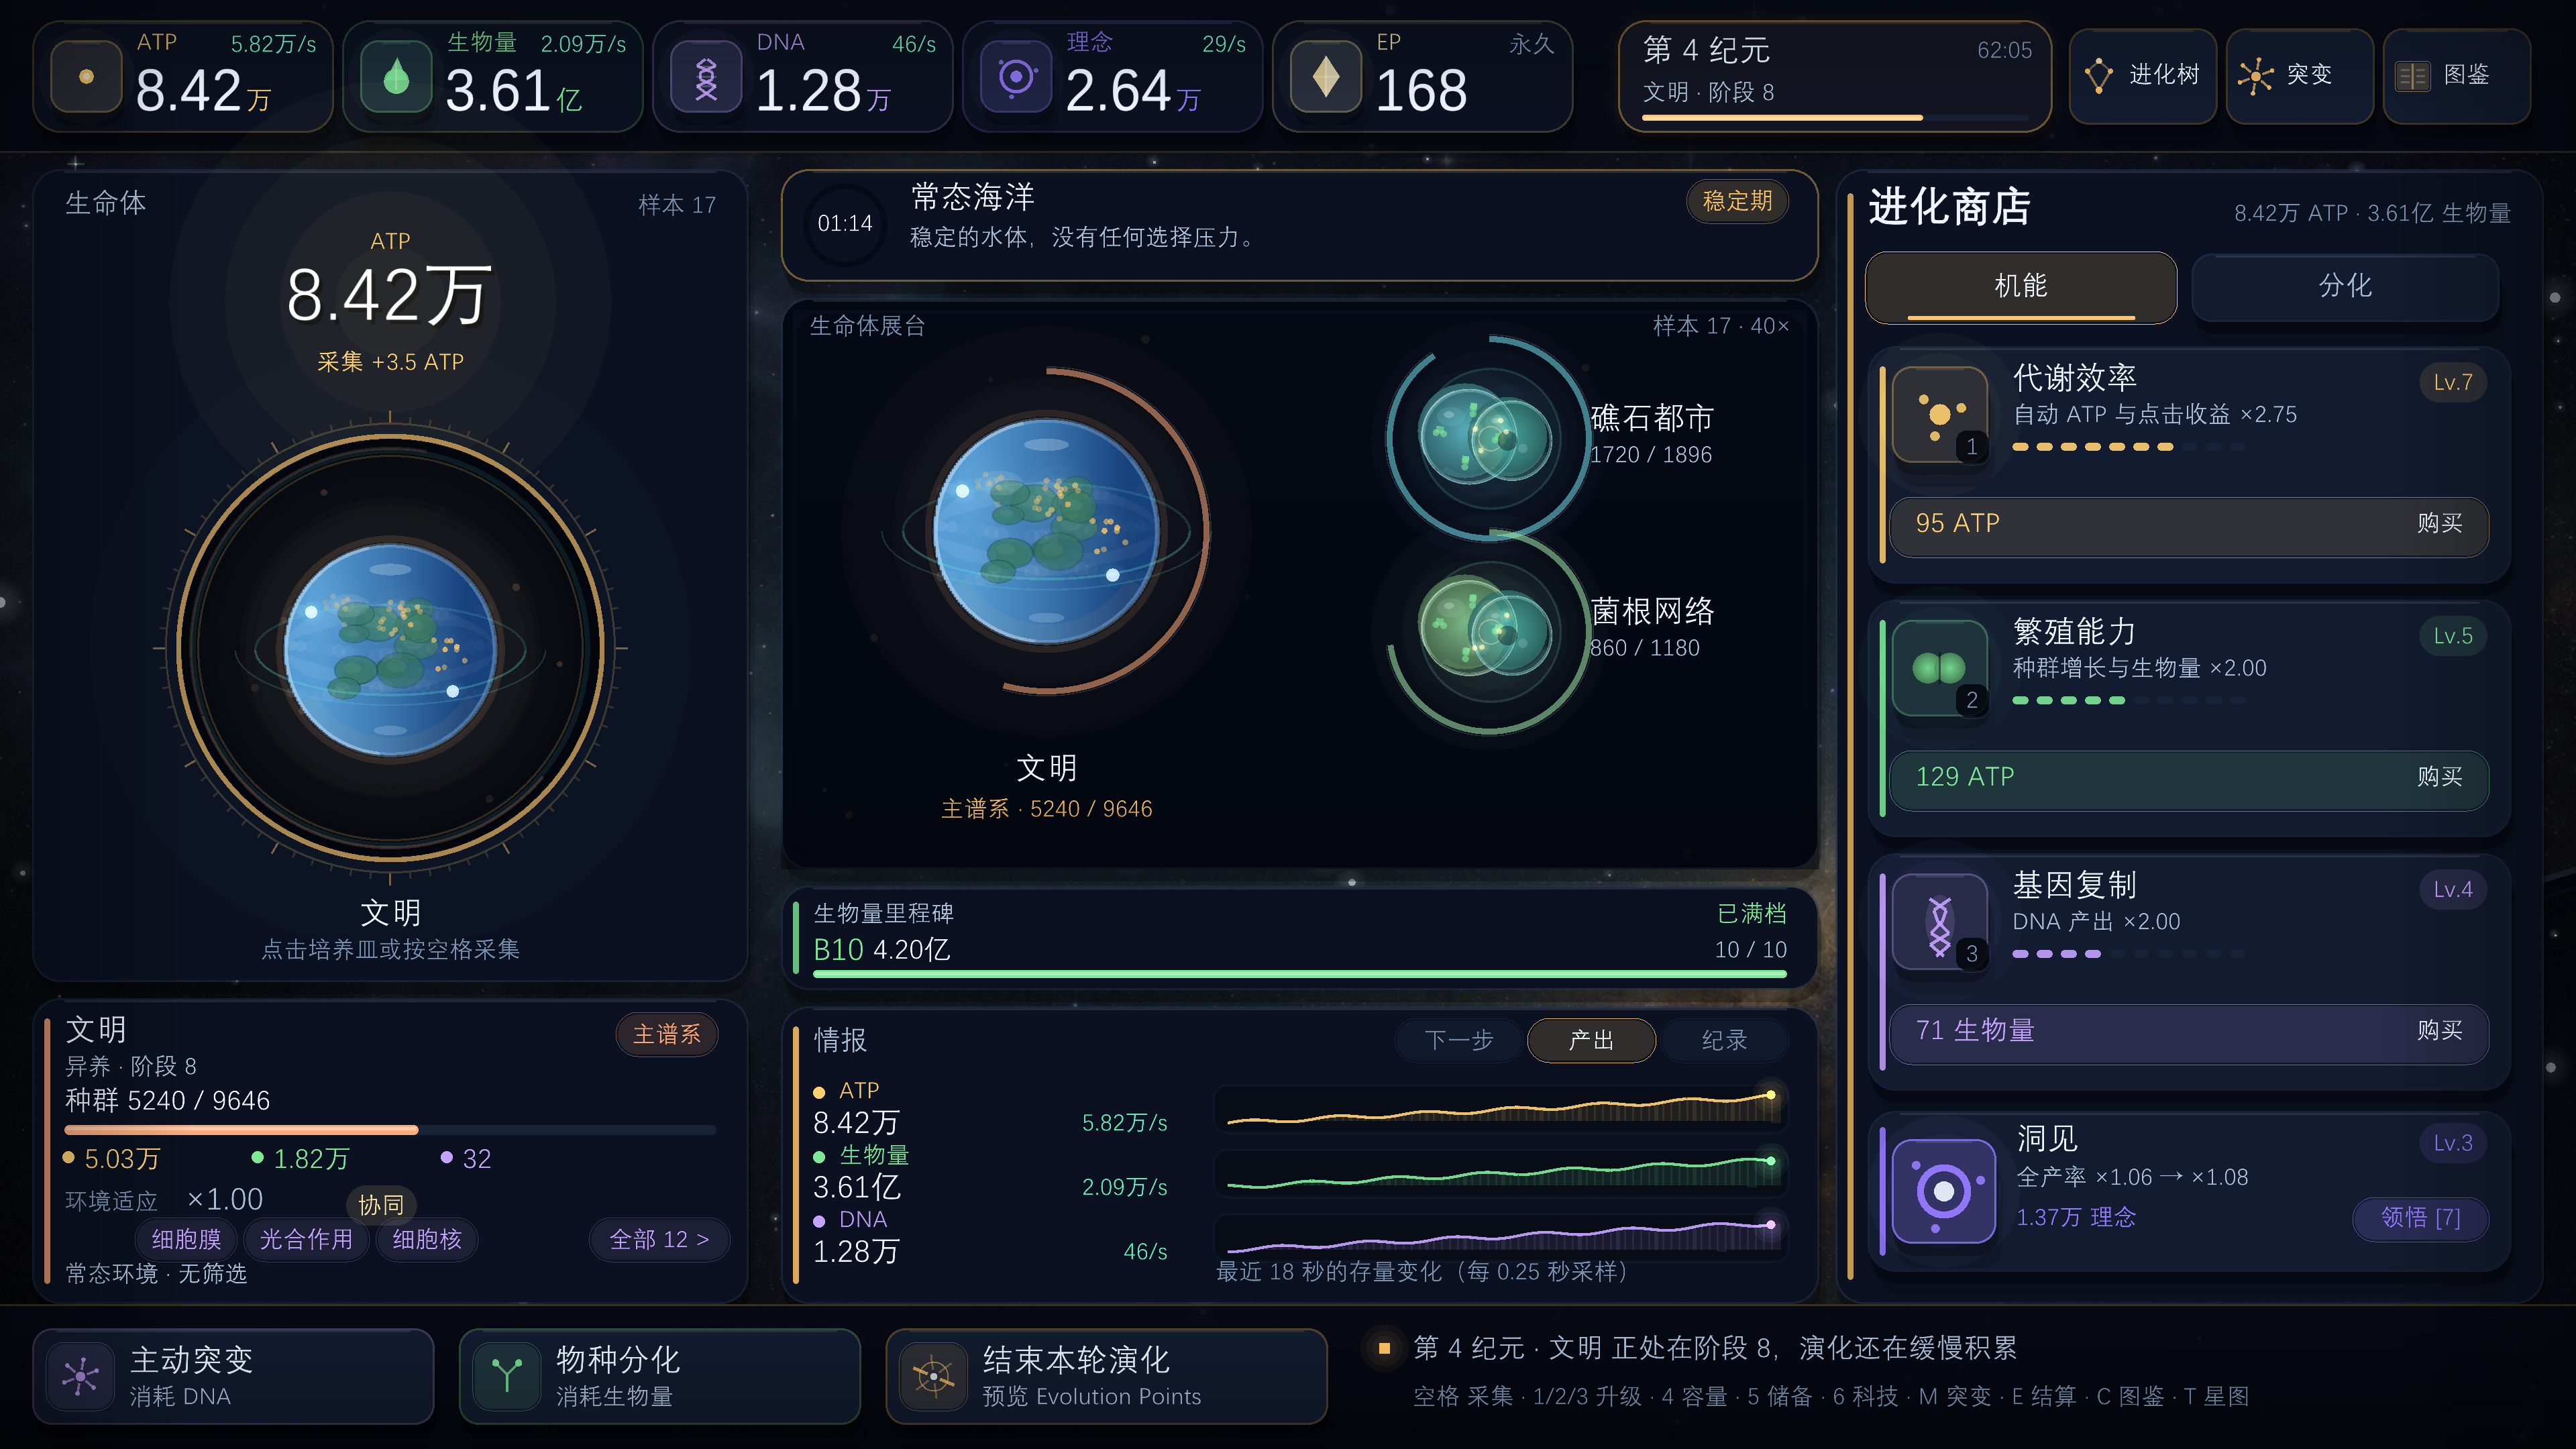 ATP 5.82万/s
8.42万
生物量 2.09万/s
3.61亿
DNA 46/s
1.28万
理念 29/s
2.64万
EP 永久
168
第 4 纪元 62:05
文明 · 阶段 8
进化树
突变
图鉴
生命体 样本 17
ATP
8.42万
采集 +3.5 ATP
文明
点击培养皿或按空格采集
文明 主谱系
异养 · 阶段 8
种群 5240 / 9646
5.03万 1.82万 32
环境适应 ×1.00 协同
细胞膜 光合作用 细胞核 全部 12 >
常态环境 · 无筛选
01:14
常态海洋 稳定期
稳定的水体，没有任何选择压力。
生命体展台 样本 17 · 40×
礁石都市
1720 / 1896
菌根网络
860 / 1180
文明
主谱系 · 5240 / 9646
生物量里程碑 已满档
B10 4.20亿 10 / 10
情报 下一步 产出 纪录
ATP
8.42万 5.82万/s
生物量
3.61亿 2.09万/s
DNA
1.28万 46/s
最近 18 秒的存量变化（每 0.25 秒采样）
进化商店 8.42万 ATP · 3.61亿 生物量
机能 分化
代谢效率 Lv.7
自动 ATP 与点击收益 ×2.75
1
95 ATP 购买
繁殖能力 Lv.5
种群增长与生物量 ×2.00
2
129 ATP 购买
基因复制 Lv.4
DNA 产出 ×2.00
3
71 生物量 购买
洞见 Lv.3
全产率 ×1.06 → ×1.08
1.37万 理念 领悟 [7]
主动突变
消耗 DNA
物种分化
消耗生物量
结束本轮演化
预览 Evolution Points
第 4 纪元 · 文明 正处在阶段 8，演化还在缓慢积累
空格 采集 · 1/2/3 升级 · 4 容量 · 5 储备 · 6 科技 · M 突变 · E 结算 · C 图鉴 · T 星图